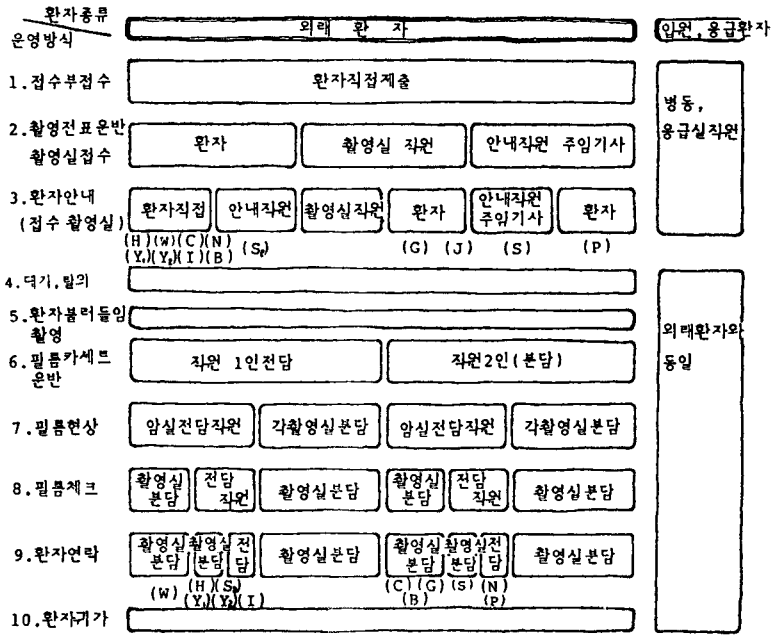 환자종류
외래 환 자
입원, 응급환자
운영방식
1.접수부접수
환자직접제출
병동,
응급실직원
2.촬영전표운반
촬영실접수
환자
촬영실 직원
안내직원 주임기사
3.환자안내
(접수 촬영실)
환자직접
안내직원
촬영실직원
환자
안내직원
주임기사
환자
(H)(W)(C)(N)
(Y₁)(Y₂)(I)(B)
(G) (J)
(S)
(P)
4.대기,탈의
5.환자불러들임
촬영
외래환자와
동일
6.필름카세트
운반
직원 1인전담
직원2인(분담)
7.필름현상
암실전담직원
각촬영실분담
암실전담직원
각촬영실분담
8.필름체크
촬영실
분담
전담
직원
촬영실분담
촬영실
분담
전담
직원
촬영실분담
9.환자연락
촬영실
분담
촬영실
분담
전
담
촬영실분담
촬영실
분담
촬영실
분담
전
담
촬영실분담
(W)
(H)
(Y₁)(Y₂)(I)
(C)(G)
(B)
(S)
(N)
(P)
10.환자귀가